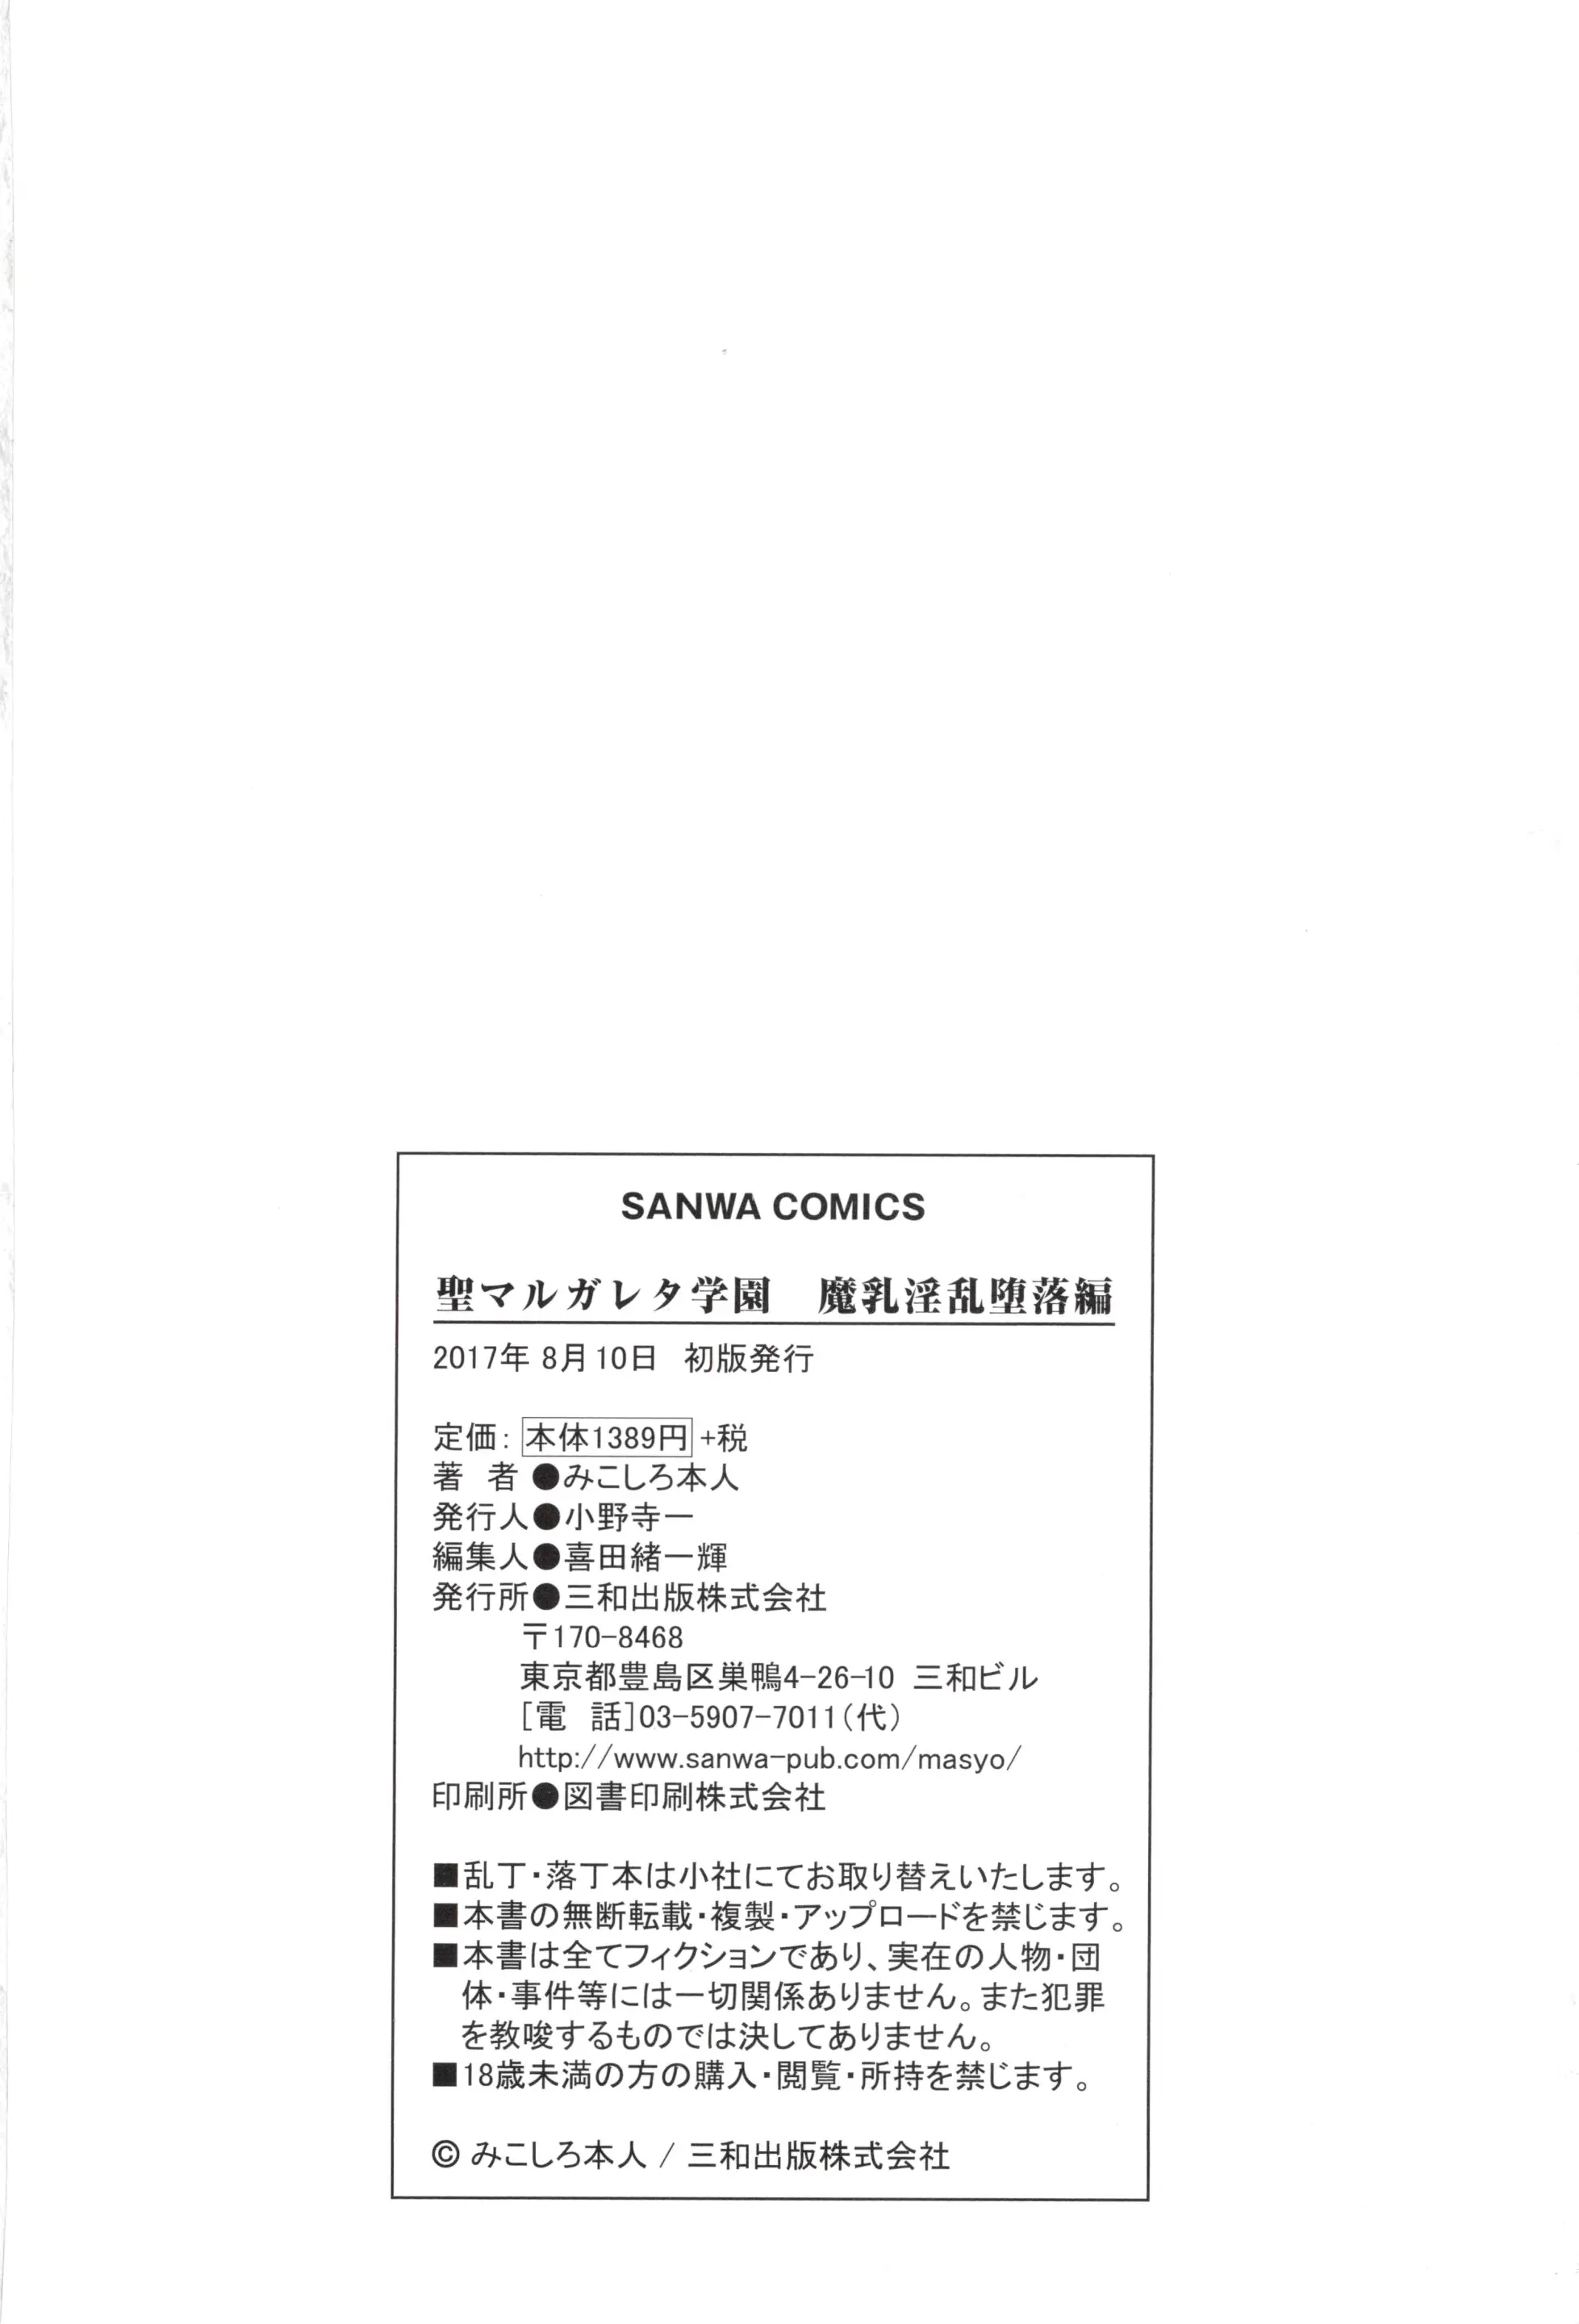 SANWA COMICS
聖マルガレタ学園　魔乳淫乱堕落編
2017年 8月10日　初版発行
定価：本体1389円+税
著　者●みこしろ本人
発行人●小野寺一
編集人●喜田緒一輝
発行所●三和出版株式会社
〒170-8468
東京都豊島区巣鴨4-26-10 三和ビル
[電　話]03-5907-7011（代）
http://www.sanwa-pub.com/masyo/
印刷所●図書印刷株式会社
■乱丁・落丁本は小社にてお取り替えいたします。
■本書の無断転載・複製・アップロードを禁じます。
■本書は全てフィクションであり、実在の人物・団
体・事件等には一切関係ありません。また犯罪
を教唆するものでは決してありません。
■18歳未満の方の購入・閲覧・所持を禁じます。
© みこしろ本人 / 三和出版株式会社